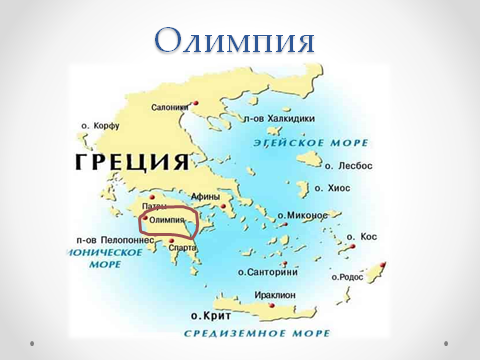 Олимпия
Салоники
п-ов Халкидики
о. Корфу
ЭГЕЙСКОЕ МОРЕ
ГРЕЦИЯ
о. Лесбос
о. Хиос
Патры
Афины
Олимпия
о.Миконос
п-ов Пелопоннес
Спарта
о. Кос
ИОНИЧЕСКОЕ
МОРЕ
о.Санторини
о.Родос
Ираклион
о.Крит
СРЕДИЗЕМНОЕ МОРЕ